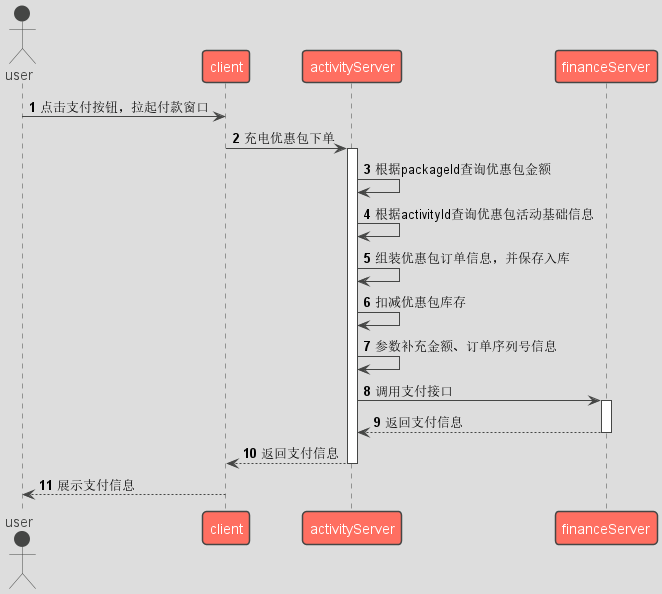 user
client
activityServer
financeServer
1 点击支付按钮，拉起付款窗口
2 充电优惠包下单
3 根据packageId查询优惠包金额
4 根据activityId查询优惠包活动基础信息
5 组装优惠包订单信息，并保存入库
6 扣减优惠包库存
7 参数补充金额、订单序列号信息
8 调用支付接口
9 返回支付信息
10 返回支付信息
11 展示支付信息
user
client
activityServer
financeServer